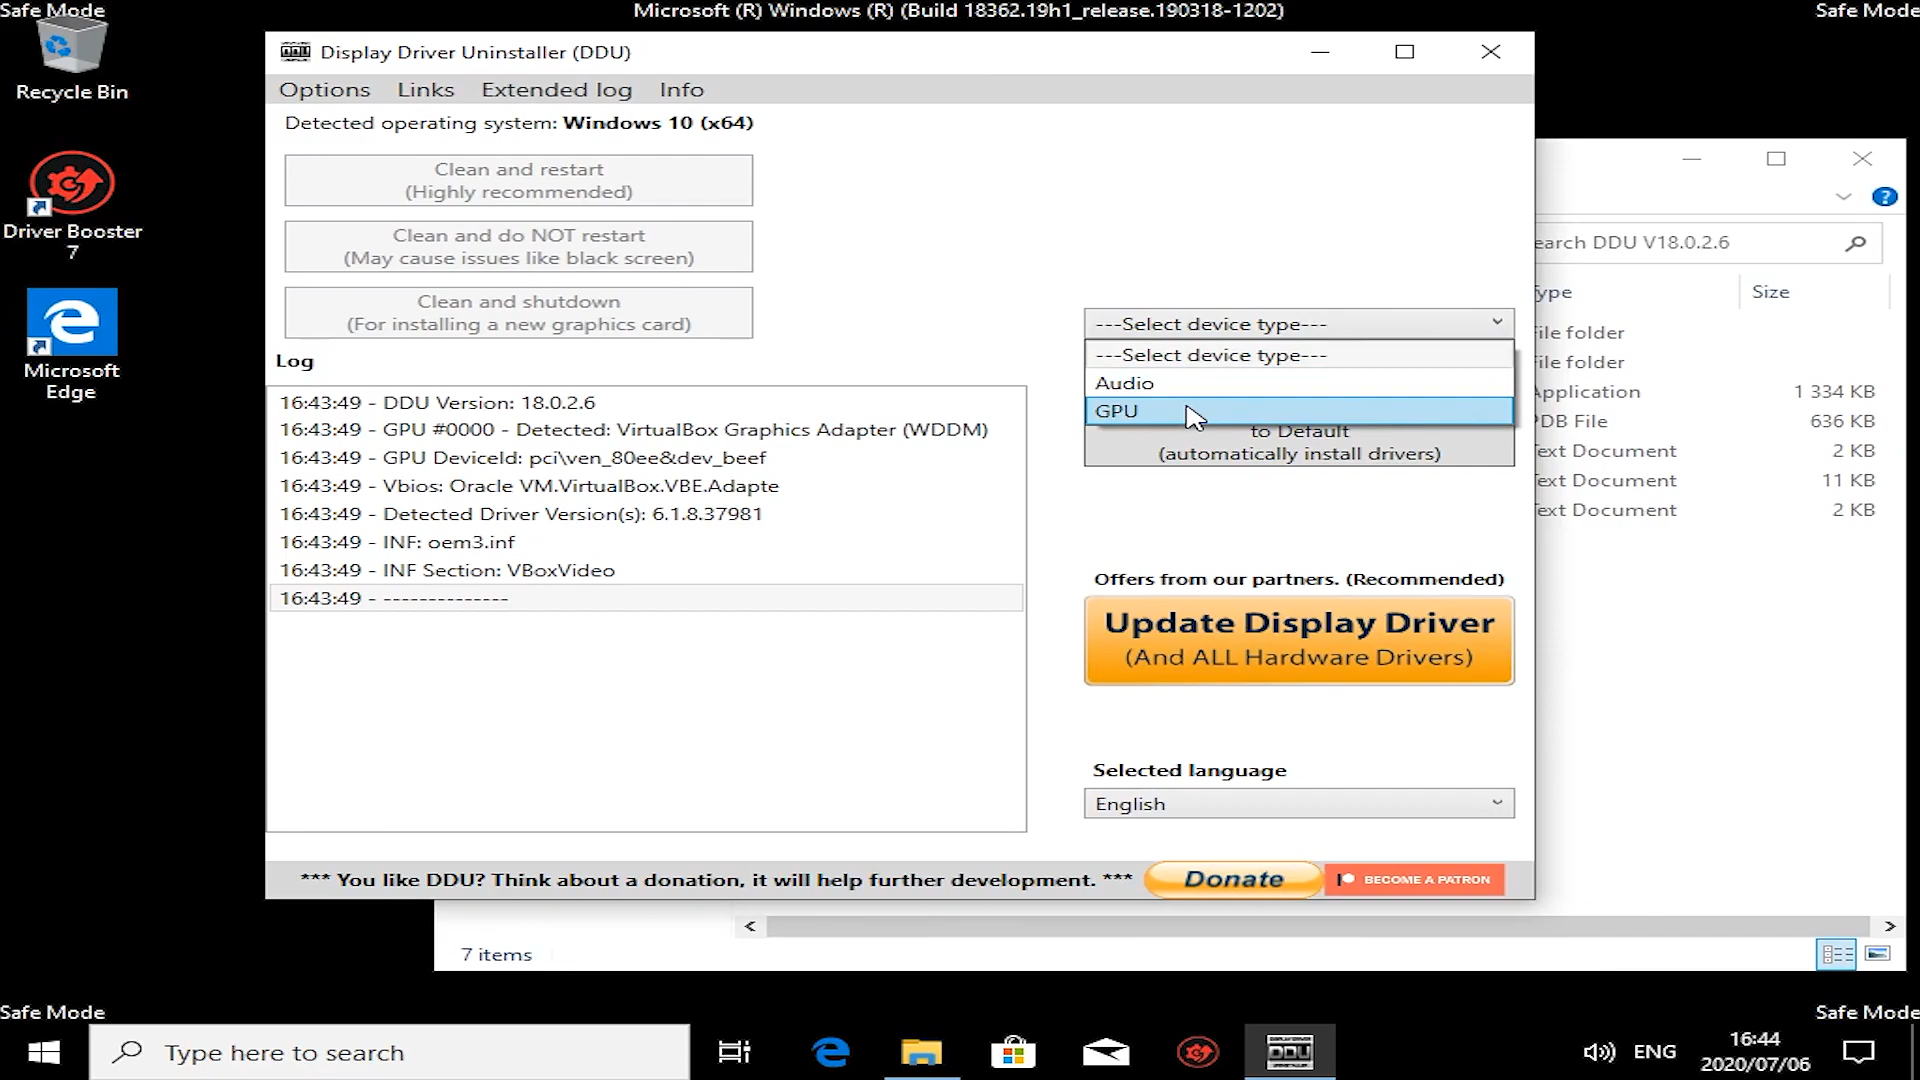 Safe Mode
Microsoft (R) Windows (R) (Build 18362.19h1_release.190318-1202)
Safe Mode
Recycle Bin
Driver Booster
7
Microsoft
Edge
Display Driver Uninstaller (DDU)
Options Links Extended log Info
Detected operating system: Windows 10 (x64)
Clean and restart
(Highly recommended)
Clean and do NOT restart
(May cause issues like black screen)
Clean and shutdown
(For installing a new graphics card)
Log
16:43:49 - DDU Version: 18.0.2.6
16:43:49 - GPU #0000 - Detected: VirtualBox Graphics Adapter (WDDM)
16:43:49 - GPU DeviceId: pci\ven_80ee&dev_beef
16:43:49 - Vbios: Oracle VM.VirtualBox.VBE.Adapte
16:43:49 - Detected Driver Version(s): 6.1.8.37981
16:43:49 - INF: oem3.inf
16:43:49 - INF Section: VBoxVideo
16:43:49 - --------------
---Select device type---
---Select device type---
Audio
GPU
to Default
(automatically install drivers)
Offers from our partners. (Recommended)
Update Display Driver
(And ALL Hardware Drivers)
Selected language
English
*** You like DDU? Think about a donation, it will help further development. ***
Donate
BECOME A PATRON
earch DDU V18.0.2.6
ype Size
File folder
File folder
Application 1 334 KB
PDB File 636 KB
Text Document 2 KB
Text Document 11 KB
Text Document 2 KB
7 items
Safe Mode
Safe Mode
Type here to search
DDU
ENG
16:44
2020/07/06